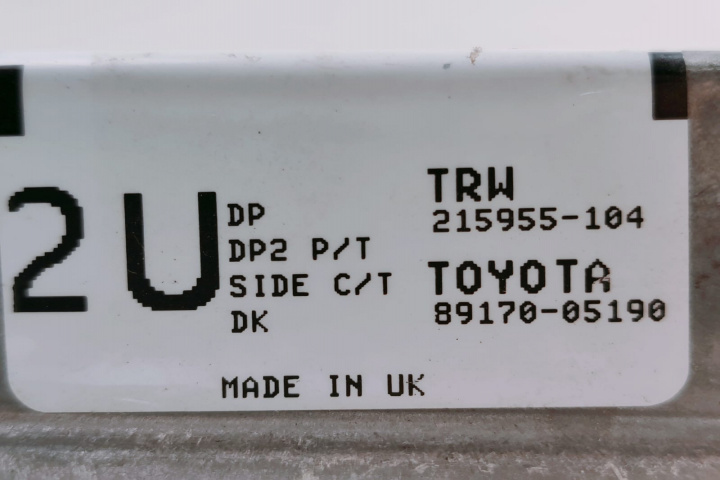 2U
DP
DP2 P/T
SIDE C/T
DK
TRW
215955-104
TOYOTA
89170-05190
MADE IN UK